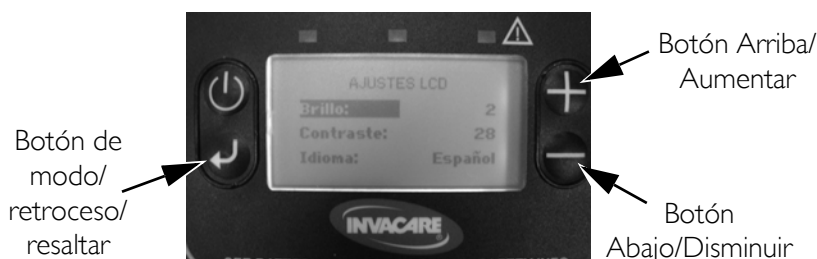 Botón Arriba/
Aumentar
AJUSTES LCD
Brillo: 2
Contraste: 28
Idioma: Español
Botón de
modo/
retroceso/
resaltar
INVACARE
Botón
Abajo/Disminuir